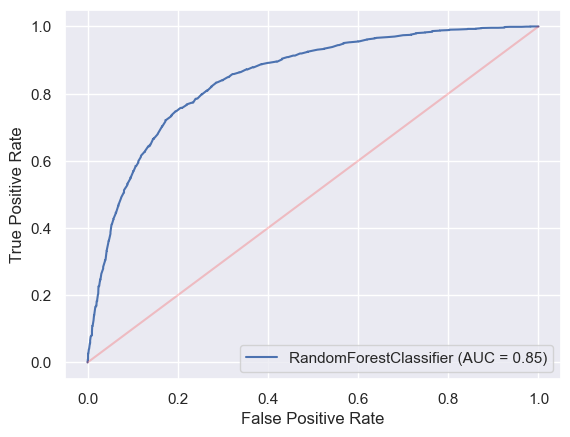 1.0
0.8
0.6
0.4
0.2
0.0
True Positive Rate
RandomForestClassifier (AUC = 0.85)
0.0 0.2 0.4 0.6 0.8 1.0
False Positive Rate